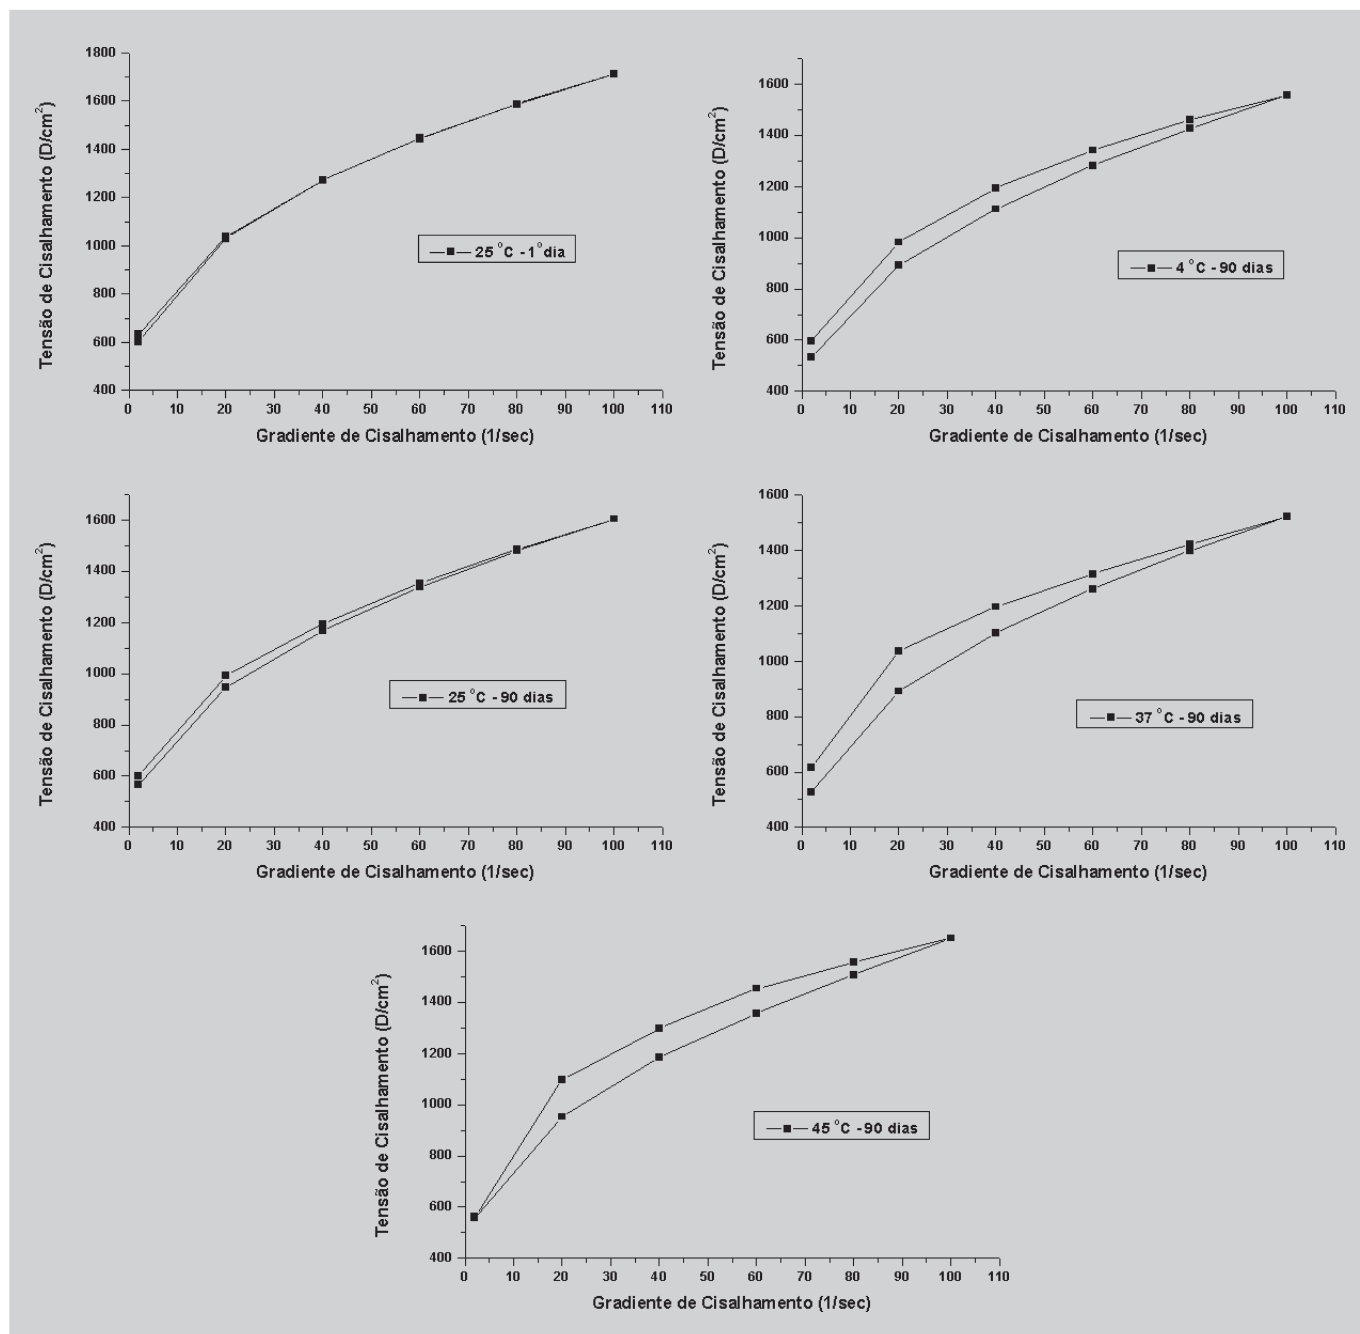 1800
1600
1400
1200
1000
800
600
400
Tensão de Cisalhamento (D/cm²)
25 °C - 1° dia
0 10 20 30 40 50 60 70 80 90 100 110
Gradiente de Cisalhamento (1/sec)
1600
1400
1200
1000
800
600
400
Tensão de Cisalhamento (D/cm²)
4 °C - 90 dias
0 10 20 30 40 50 60 70 80 90 100 110
Gradiente de Cisalhamento (1/sec)
1600
1400
1200
1000
800
600
400
Tensão de Cisalhamento (D/cm²)
25 °C - 90 dias
0 10 20 30 40 50 60 70 80 90 100 110
Gradiente de Cisalhamento (1/sec)
1600
1400
1200
1000
800
600
400
Tensão de Cisalhamento (D/cm²)
37 °C - 90 dias
0 10 20 30 40 50 60 70 80 90 100 110
Gradiente de Cisalhamento (1/sec)
1600
1400
1200
1000
800
600
400
Tensão de Cisalhamento (D/cm²)
45 °C - 90 dias
0 10 20 30 40 50 60 70 80 90 100 110
Gradiente de Cisalhamento (1/sec)